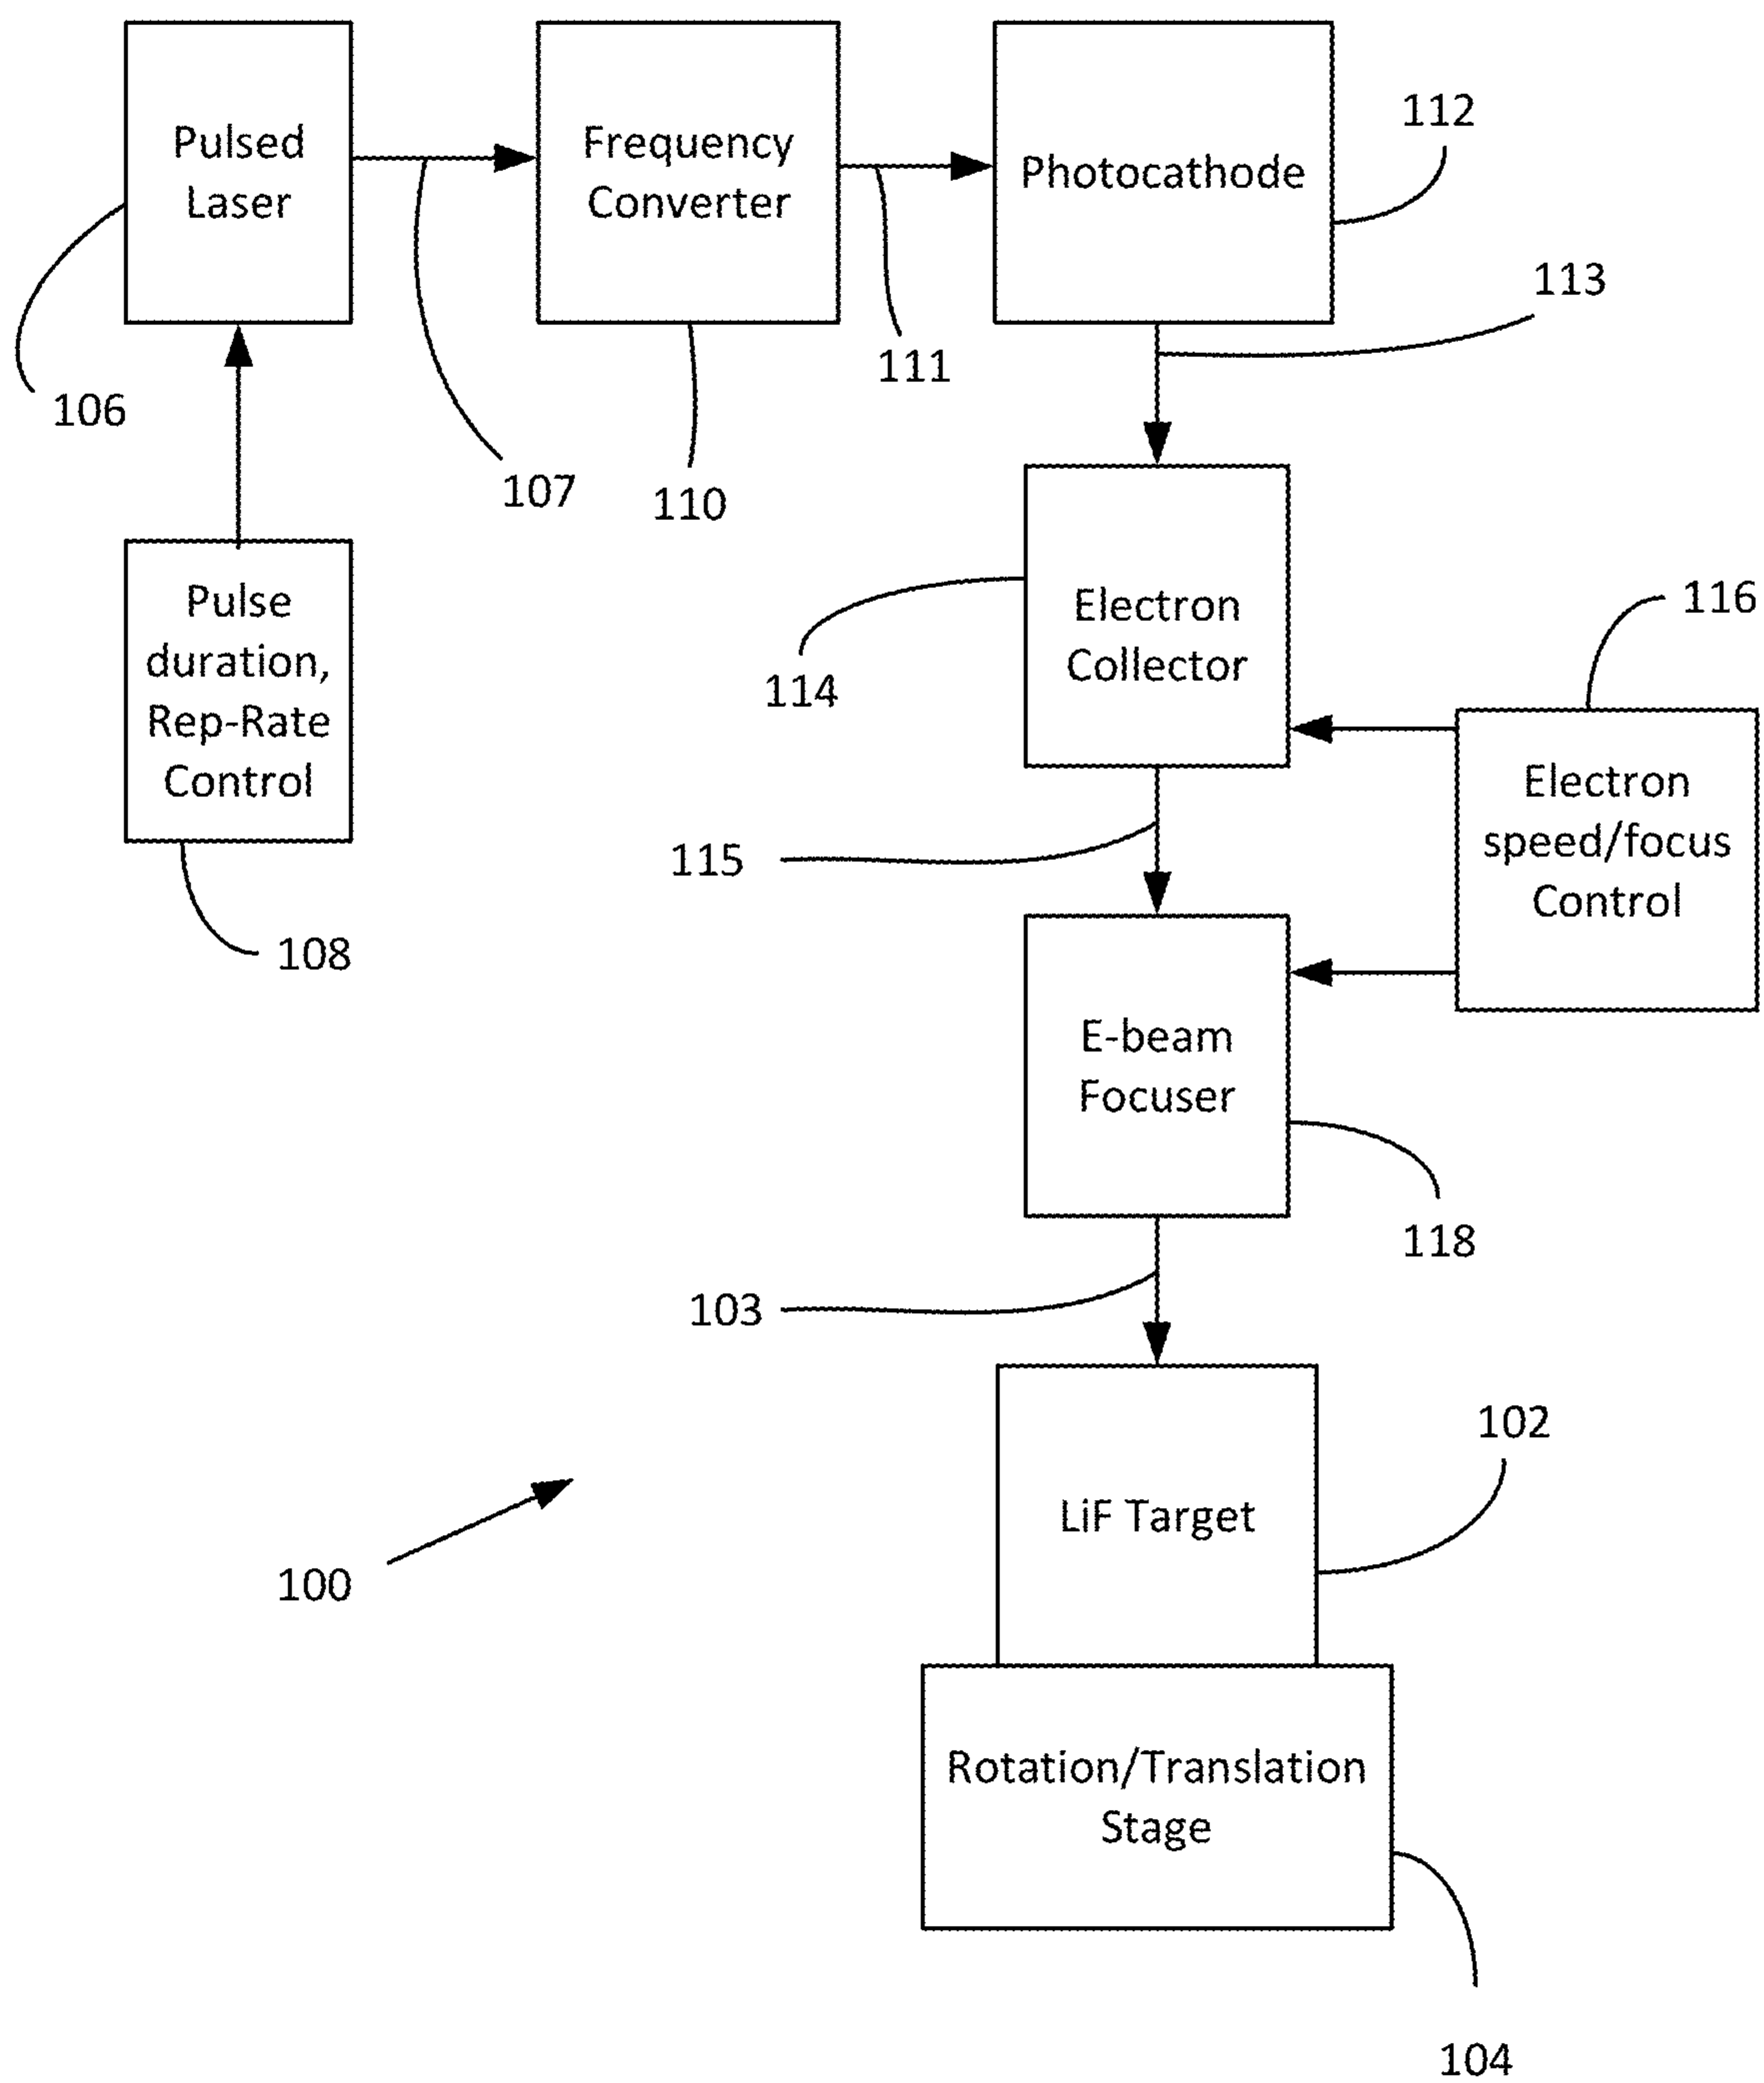 Pulsed
Laser
Frequency
Converter
Photocathode
112
113
111
106
107
110
Pulse
duration,
Rep-Rate
Control
108
Electron
Collector
114
116
Electron
speed/focus
Control
115
E-beam
Focuser
118
103
102
LiF Target
100
Rotation/Translation
Stage
104